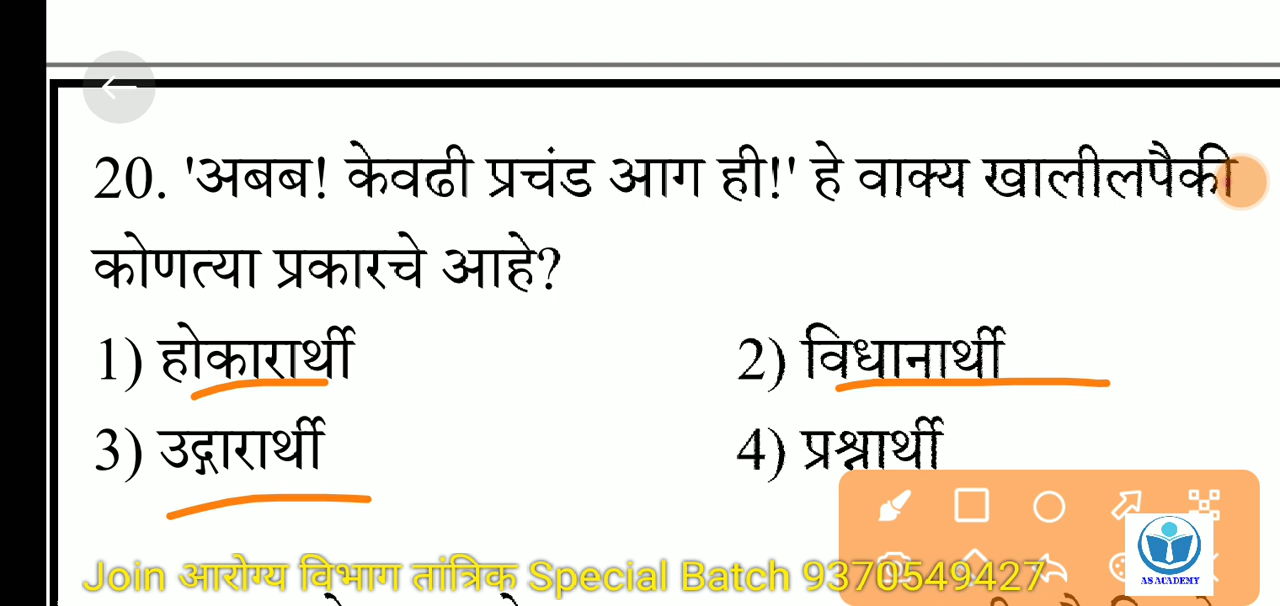 20. 'अबब! केवढी प्रचंड आग ही!' हे वाक्य खालीलपैकी
कोणत्या प्रकारचे आहे?
1) होकारार्थी 2) विधानार्थी
3) उद्गारार्थी 4) प्रश्नार्थी
Join आरोग्य विभाग तांत्रिक Special Batch 9370549427
AS ACADEMY